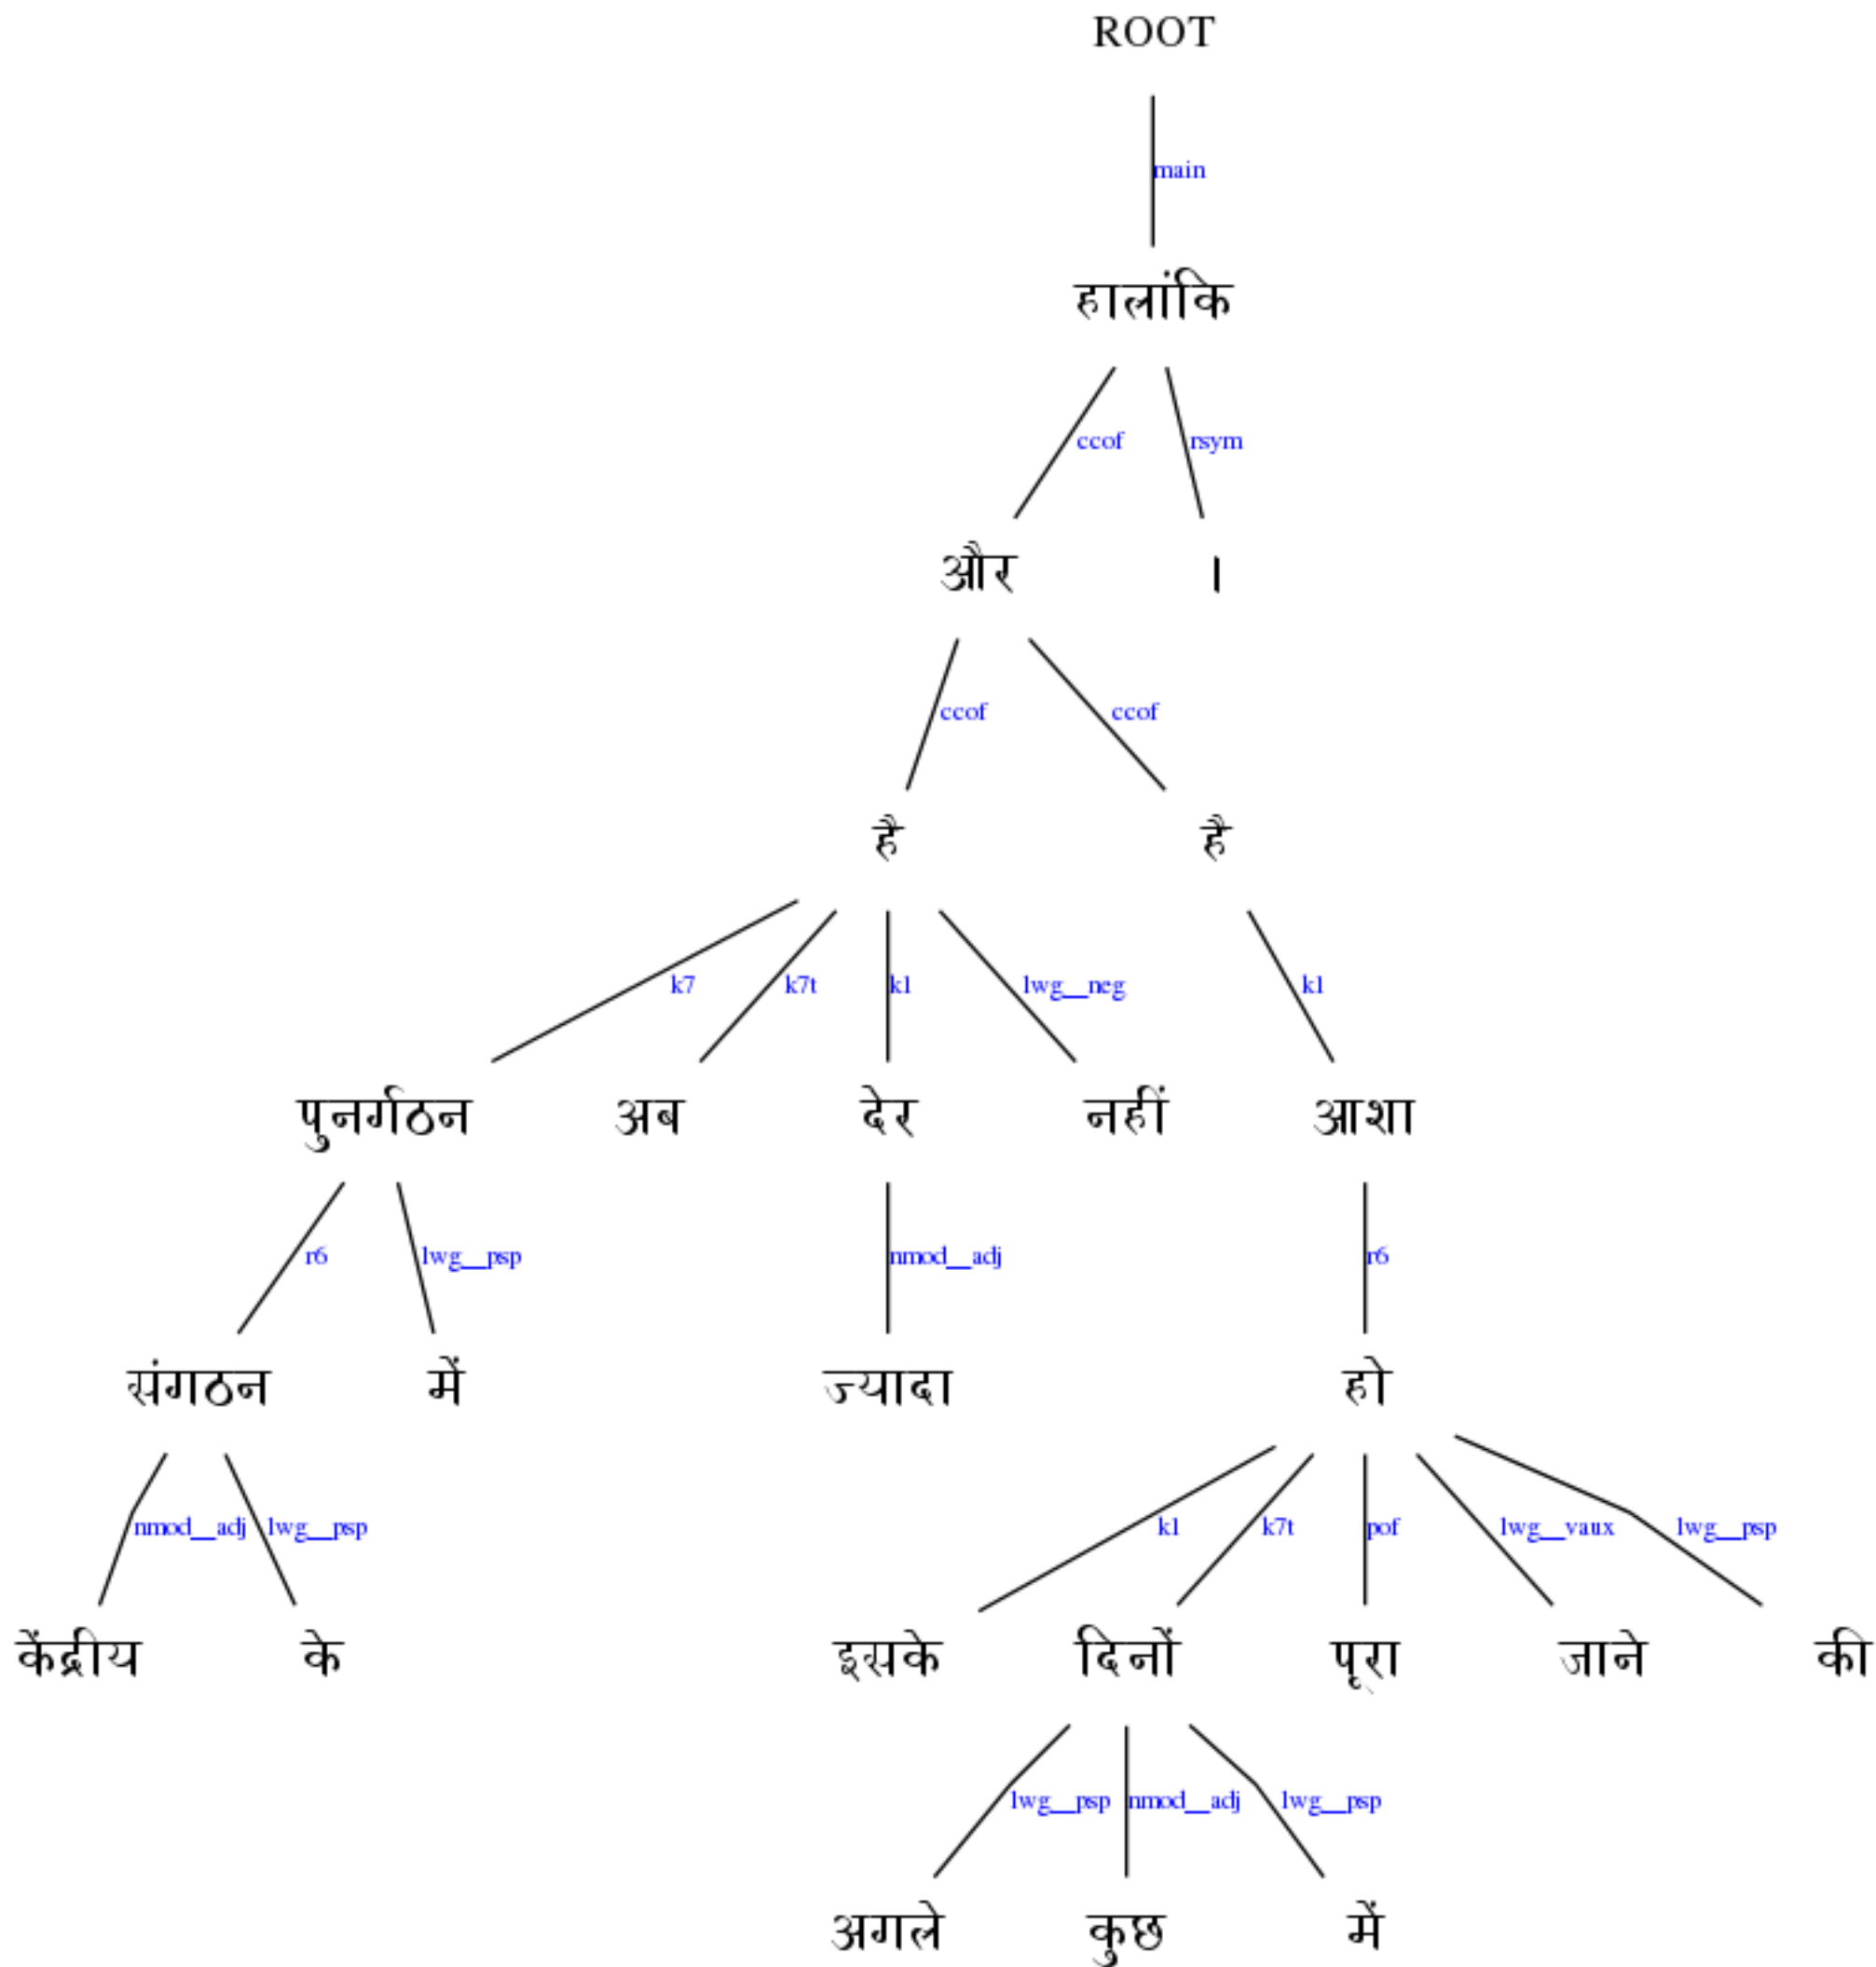 ROOT
main
हालांकि
ccof rsym
और ।
ccof ccof
है है
k7 k7t k1 lwg__neg k1
पुनर्गठन अब देर नहीं आशा
r6 lwg__psp nmod__adj r6
संगठन में ज्यादा हो
nmod__adj lwg__psp k1 k7t pof lwg__vaux lwg__psp
केंद्रीय के इसके दिनों पूरा जाने की
lwg__psp nmod__adj lwg__psp
अगले कुछ में